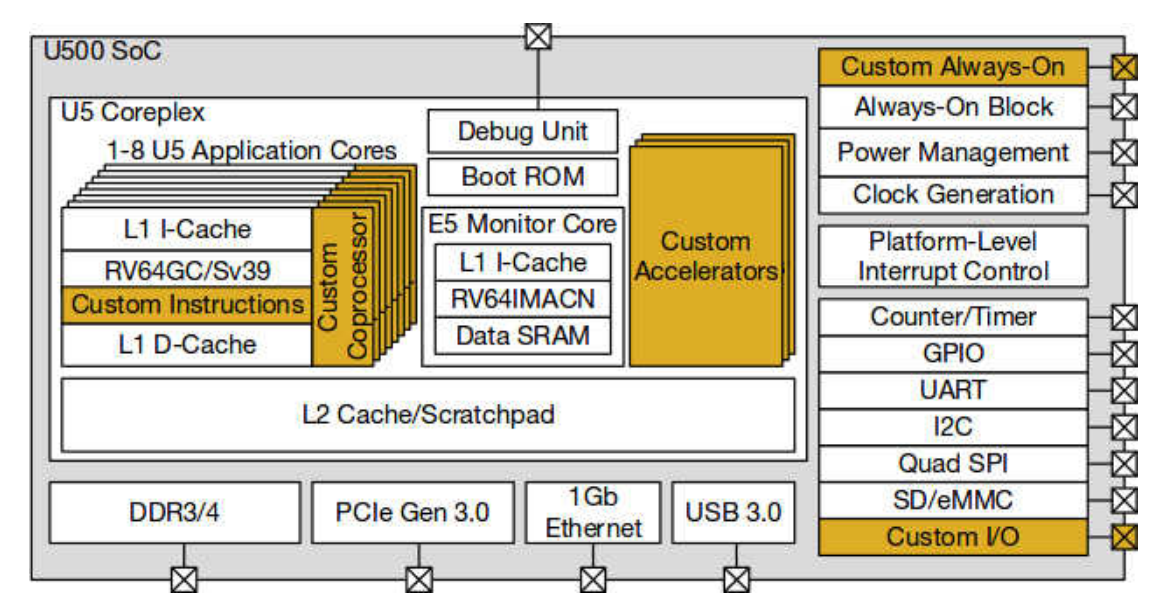 U500 SoC
U5 Coreplex
1-8 U5 Application Cores
L1 I-Cache
RV64GC/Sv39
Custom Instructions
L1 D-Cache
Custom
Coprocessor
Debug Unit
Boot ROM
E5 Monitor Core
L1 I-Cache
RV64IMACN
Data SRAM
Custom
Accelerators
L2 Cache/Scratchpad
DDR3/4
PCIe Gen 3.0
1Gb
Ethernet
USB 3.0
Custom Always-On
Always-On Block
Power Management
Clock Generation
Platform-Level
Interrupt Control
Counter/Timer
GPIO
UART
I2C
Quad SPI
SD/eMMC
Custom I/O